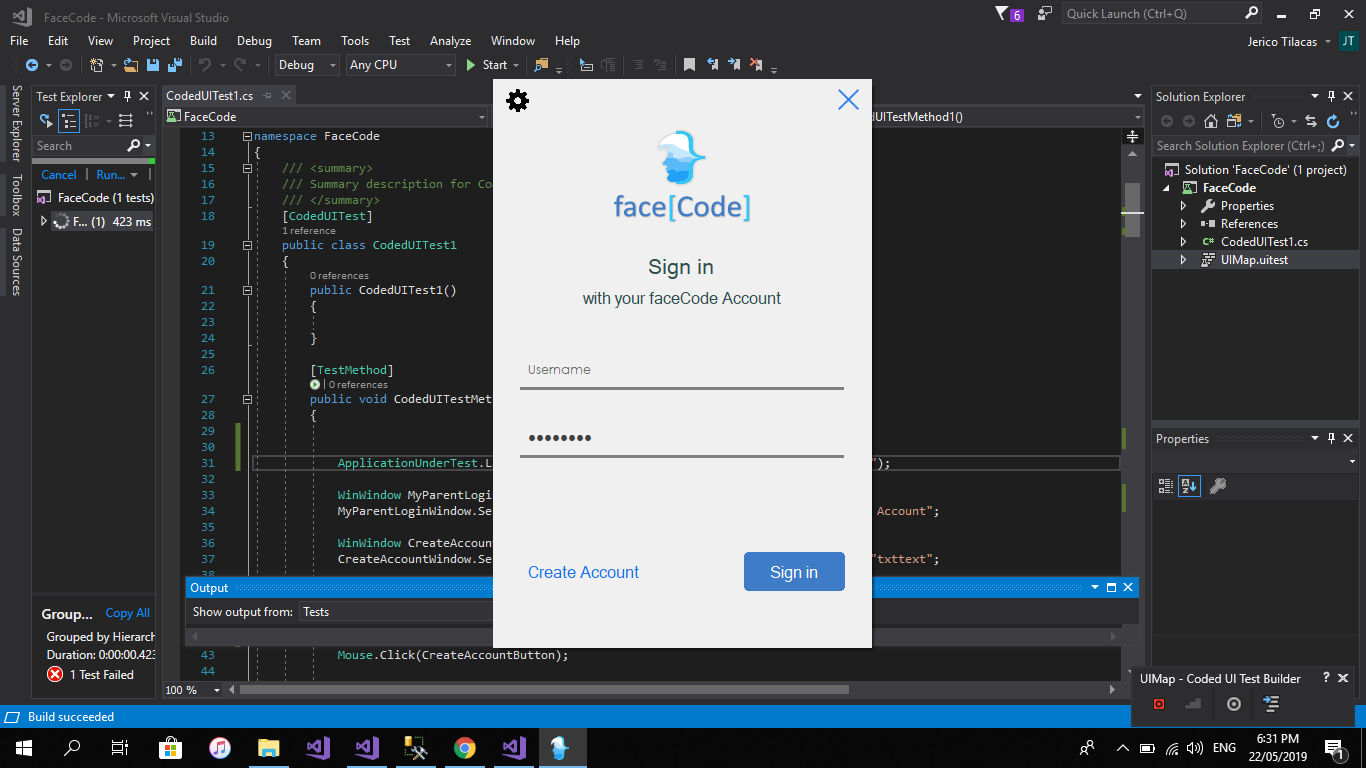 FaceCode - Microsoft Visual Studio
6
Quick Launch (Ctrl+Q)
File Edit View Project Build Debug Team Tools Test Analyze Window Help
Jerico Tilacas JT
Debug Any CPU Start
Server Explorer
Toolbox
Data Sources
Test Explorer
Search
Cancel Run...
FaceCode (1 tests)
F... (1) 423 ms
Group... Copy All
Grouped by Hierarch
Duration: 0:00:00.423
1 Test Failed
CodedUITest1.cs
FaceCode
UITestMethod1()
13 namespace FaceCode
14 {
15 /// <summary>
16 /// Summary description for Co
17 /// </summary>
18 [CodedUITest]
1 reference
19 public class CodedUITest1
20 {
0 references
21 public CodedUITest1()
22 {
23
24 }
25
26 [TestMethod]
0 references
27 public void CodedUITestMet
28 {
29
30
31 ApplicationUnderTest.L ");
32
33 WinWindow MyParentLogi
34 MyParentLoginWindow.Se Account";
35
36 WinWindow CreateAccoun
37 CreateAccountWindow.Se "txttext";
38
Output
Show output from: Tests
43 Mouse.Click(CreateAccountButton);
44
100 %
face[Code]
Sign in
with your faceCode Account
Username
••••••••
Create Account Sign in
Solution Explorer
Search Solution Explorer (Ctrl+;)
Solution 'FaceCode' (1 project)
FaceCode
Properties
References
C# CodedUITest1.cs
UIMap.uitest
Properties
UIMap - Coded UI Test Builder ?
Build succeeded
ENG
6:31 PM
22/05/2019
1